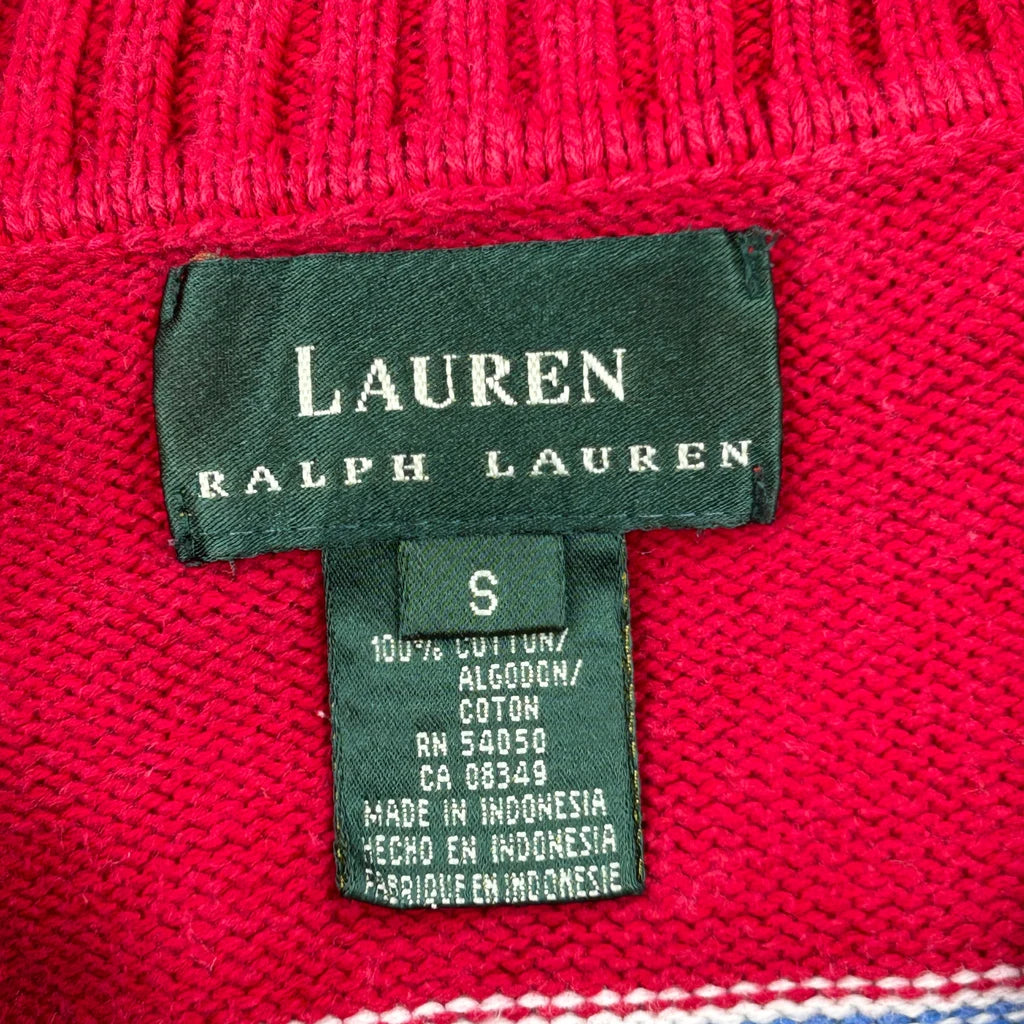 LAUREN
RALPH LAUREN
S
100% COTTON/
ALGODON/
COTON
RN 54050
CA 08349
MADE IN INDONESIA
HECHO EN INDONESIA
FABRIQUE EN INDONESIE